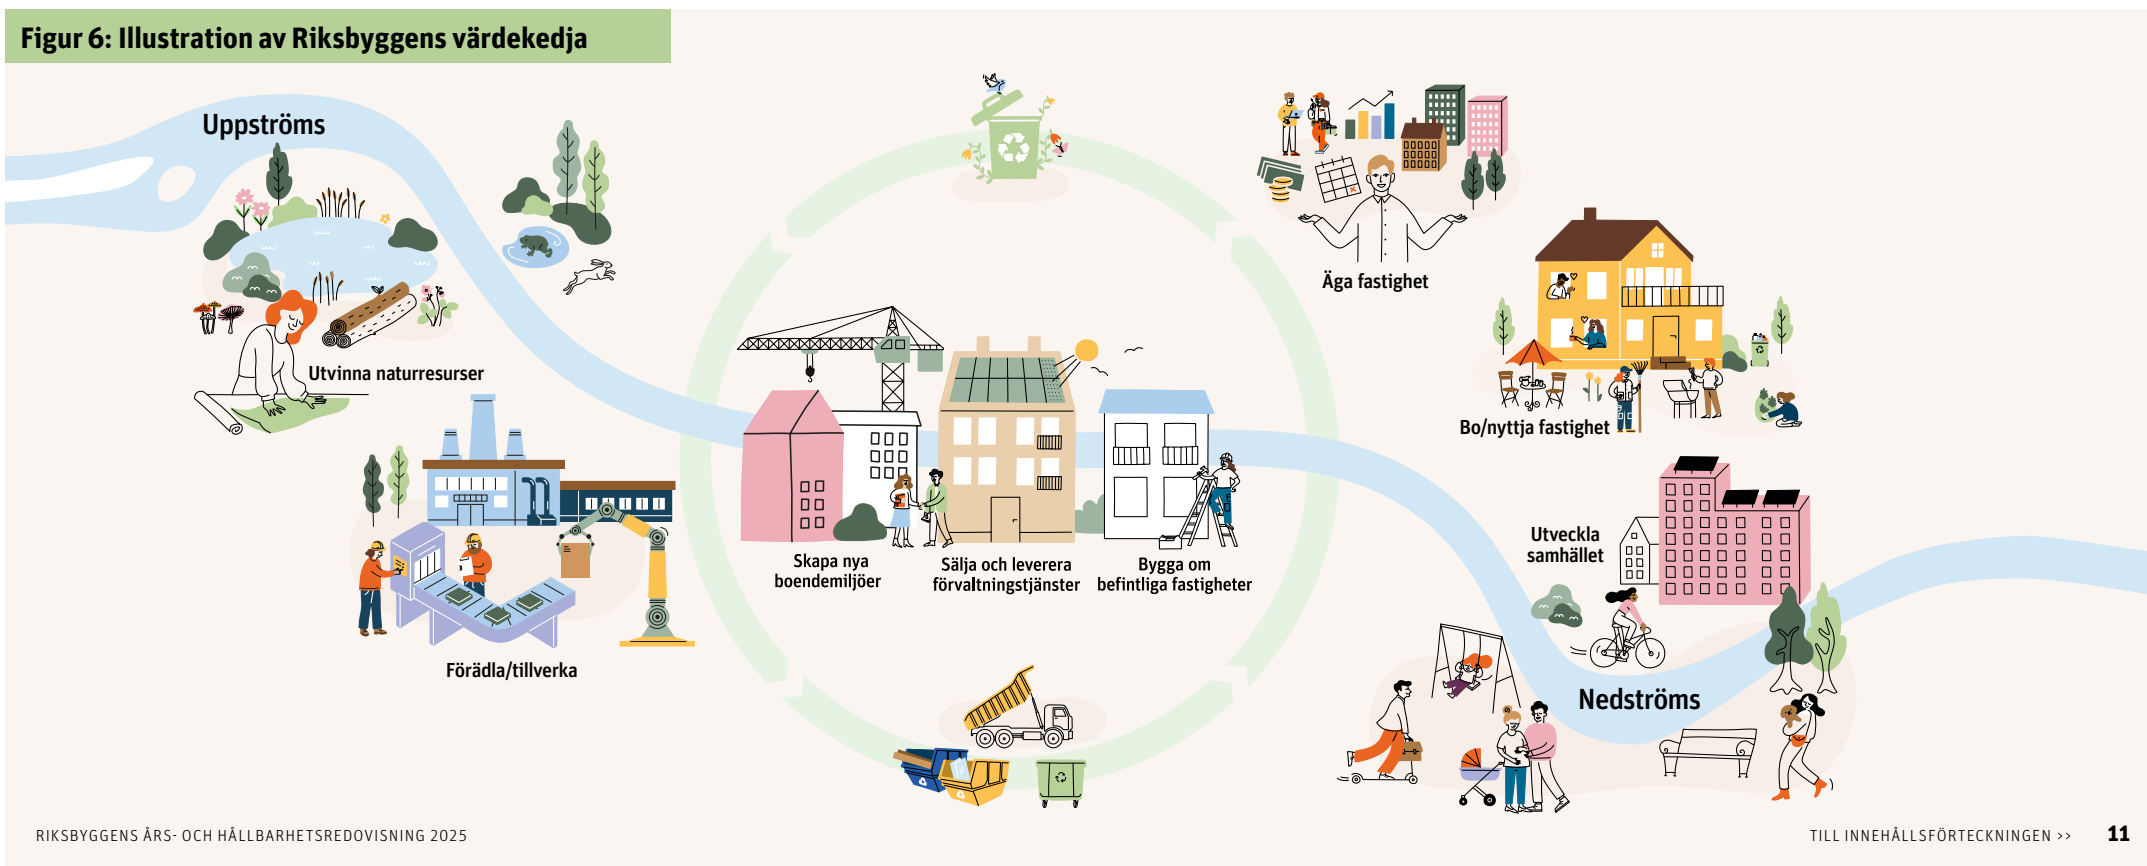 Figur 6: Illustration av Riksbyggens värdekedja
Uppströms
Utvinna naturresurser
Förädla/tillverka
Skapa nya
boendemiljöer
Sälja och leverera
förvaltningstjänster
Bygga om
befintliga fastigheter
Äga fastighet
Bo/nyttja fastighet
Utveckla
samhället
Nedströms
RIKSBYGGENS ÅRS- OCH HÅLLBARHETSREDOVISNING 2025
TILL INNEHÅLLSFÖRTECKNINGEN >> 11